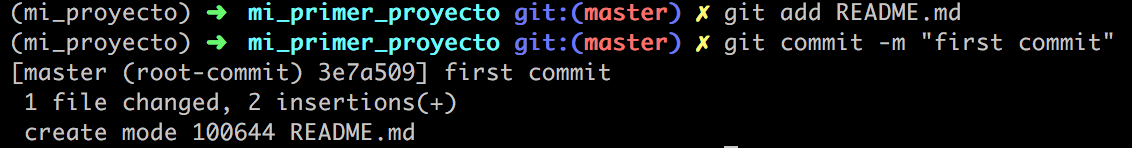 (mi_proyecto) ➜  mi_primer_proyecto git:(master) ✗ git add README.md
(mi_proyecto) ➜  mi_primer_proyecto git:(master) ✗ git commit -m "first commit"
[master (root-commit) 3e7a509] first commit
 1 file changed, 2 insertions(+)
 create mode 100644 README.md